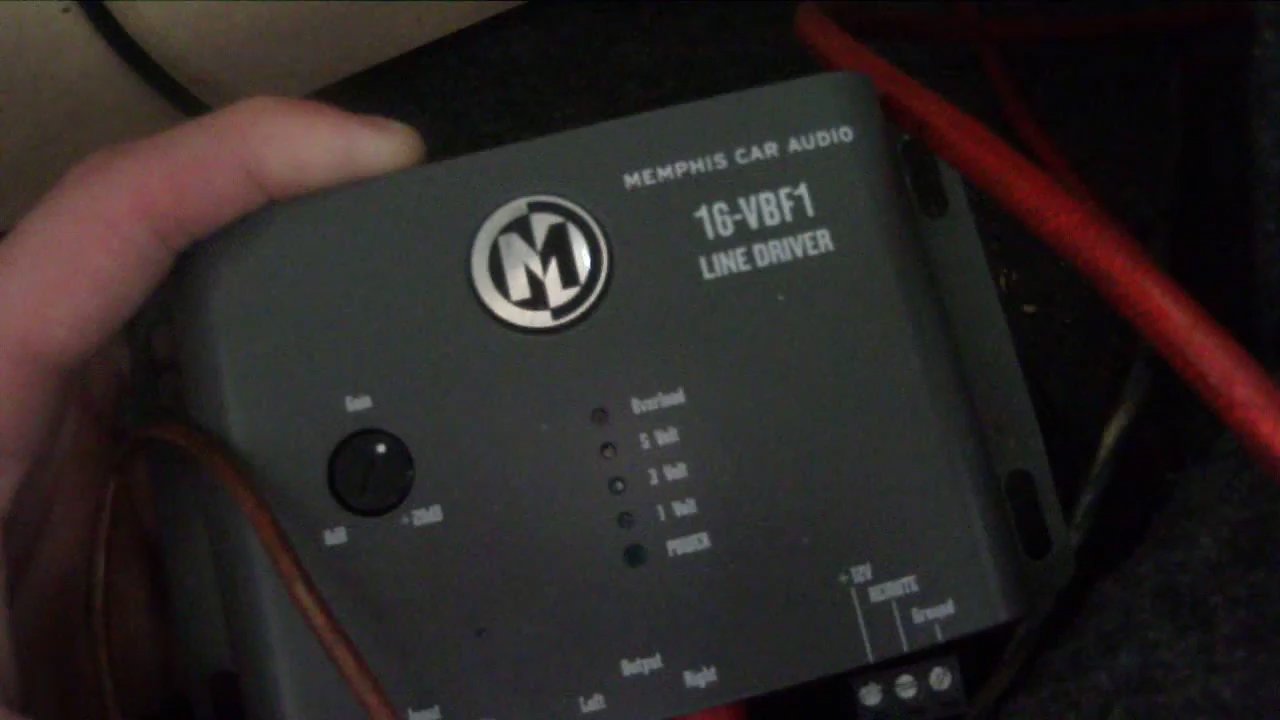 MEMPHIS CAR AUDIO
16-VBF1
LINE DRIVER
M
Gain
0dB
+20dB
Overload
5 Volt
3 Volt
1 Volt
POWER
+12V
REMOTE
Ground
Output
Left
Right
Input